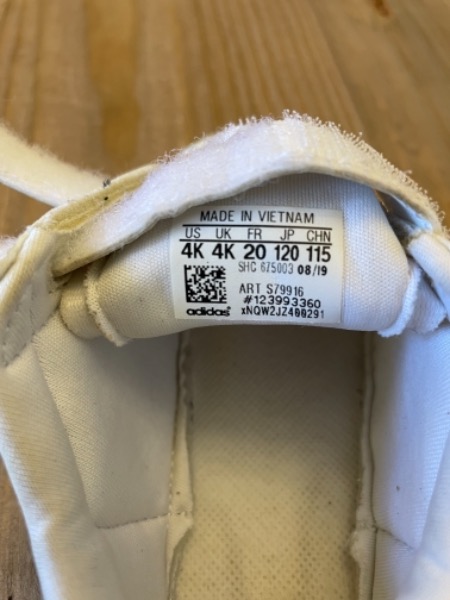 MADE IN VIETNAM
US UK FR JP CHN
4K 4K 20 120 115
SHC 675003 08/19
ART S79916
#123993360
adidas xNQW2JZ400291